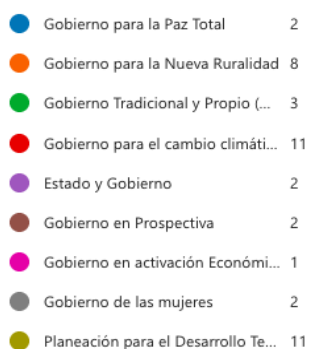 Gobierno para la Paz Total 2
Gobierno para la Nueva Ruralidad 8
Gobierno Tradicional y Propio (... 3
Gobierno para el cambio climáti... 11
Estado y Gobierno 2
Gobierno en Prospectiva 2
Gobierno en activación Económi... 1
Gobierno de las mujeres 2
Planeación para el Desarrollo Te... 11